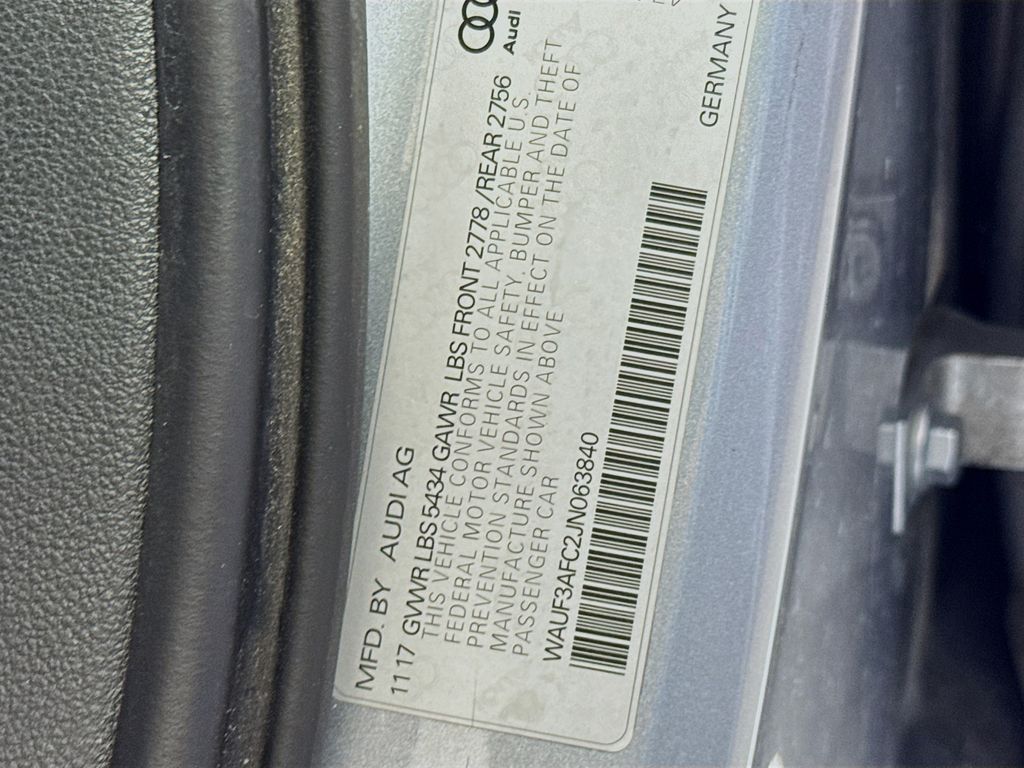 MFD. BY AUDI AG
11 17 GVWR LBS 5434 GAWR LBS FRONT 2778 /REAR 2756
THIS VEHICLE CONFORMS TO ALL APPLICABLE U.S.
FEDERAL MOTOR VEHICLE SAFETY, BUMPER AND THEFT
PREVENTION STANDARDS IN EFFECT ON THE DATE OF
MANUFACTURE SHOWN ABOVE
PASSENGER CAR
WAUF3AFC2JN063840
Audi
GERMANY